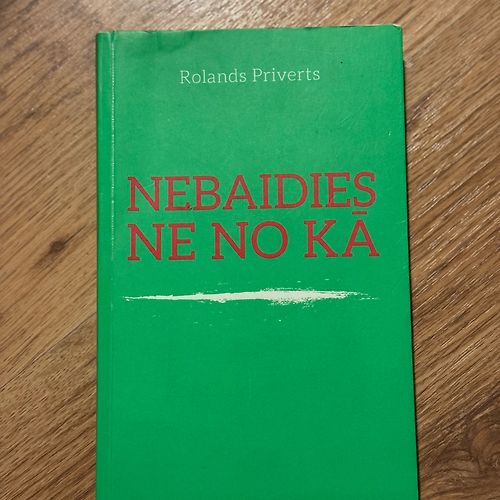 Rolands Priverts
NEBAIDIES
NE NO KĀ